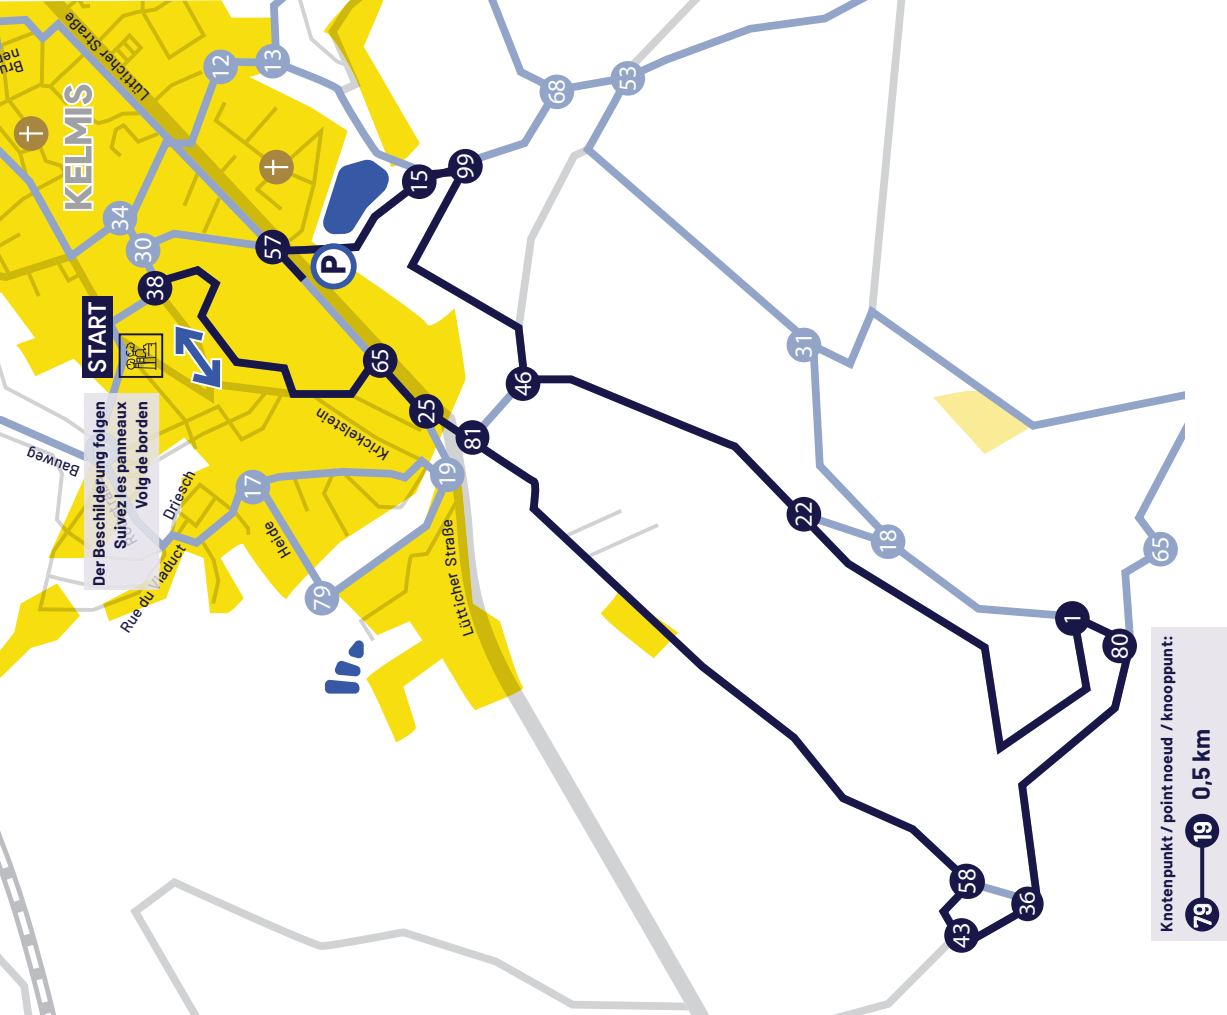 KELMIS
START
Der Beschilderung folgen
Suivez les panneaux
Volg de borden
Lütticher Straße
Bauweg
Driesch
Rue du Viaduct
Heide
Krickelstein
Lütticher Straße
P
12
13
68
53
34
30
57
15
99
38
65
25
46
81
31
17
19
79
22
18
65
1
80
58
36
43
Knotenpunkt / point noeud / knooppunt:
79
19
0,5 km